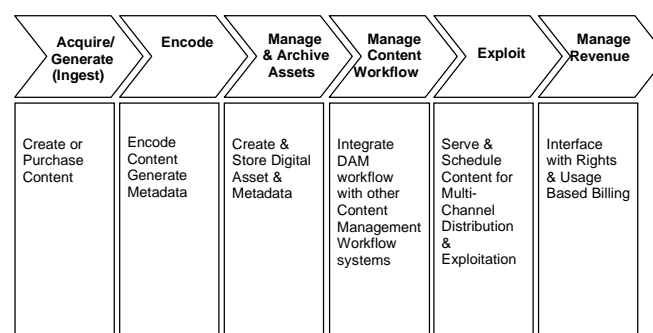 Acquire/
Generate
(Ingest)
Encode
Manage
& Archive
Assets
Manage
Content
Workflow
Exploit
Manage
Revenue
Create or
Purchase
Content
Encode
Content
Generate
Metadata
Create &
Store Digital
Asset &
Metadata
Integrate
DAM
workflow
with other
Content
Management
Workflow
systems
Serve &
Schedule
Content for
Multi-
Channel
Distribution
&
Exploitation
Interface
with Rights
& Usage
Based Billing